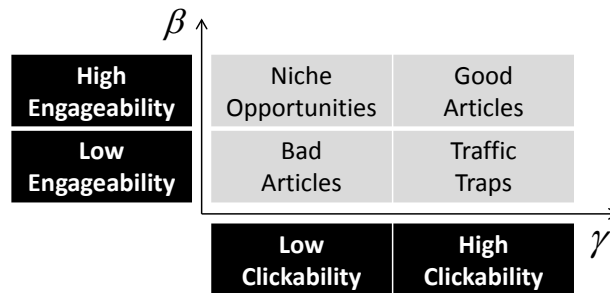 β
High
Engageability
Niche
Opportunities
Good
Articles
Low
Engageability
Bad
Articles
Traffic
Traps
γ
Low
Clickability
High
Clickability